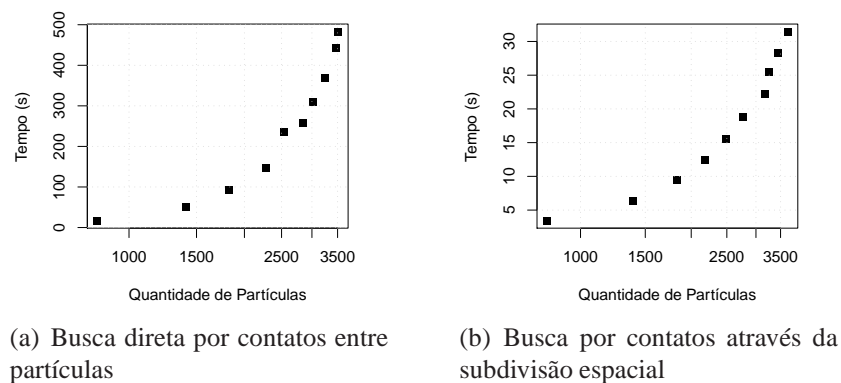 500
400
300
200
100
0
Tempo (s)
1000 1500 2500 3500
Quantidade de Partículas
(a) Busca direta por contatos entre
partículas
30
25
20
15
10
5
Tempo (s)
1000 1500 2500 3500
Quantidade de Partículas
(b) Busca por contatos através da
subdivisão espacial